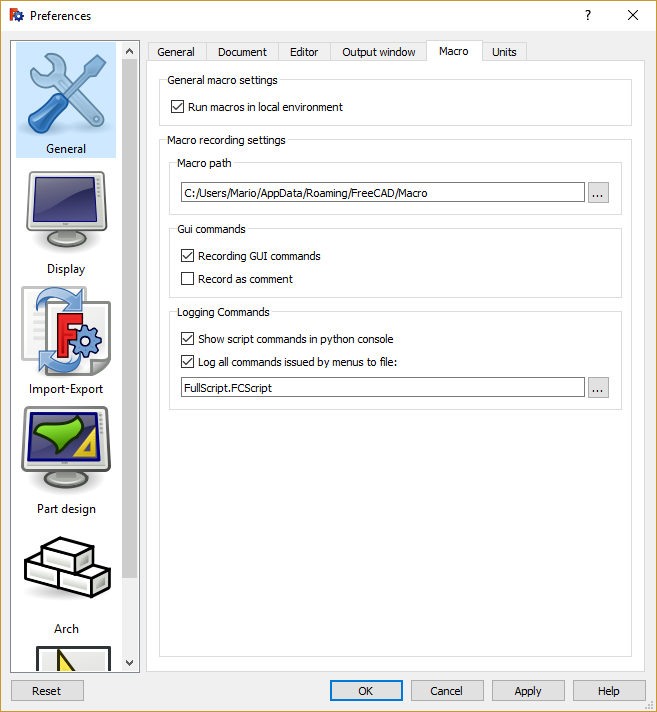 Preferences
?
General Document Editor Output window Macro Units
General
Display
Import-Export
Part design
Arch
General macro settings
Run macros in local environment
Macro recording settings
Macro path
C:/Users/Mario/AppData/Roaming/FreeCAD/Macro ...
Gui commands
Recording GUI commands
Record as comment
Logging Commands
Show script commands in python console
Log all commands issued by menus to file:
FullScript.FCScript ...
Reset OK Cancel Apply Help